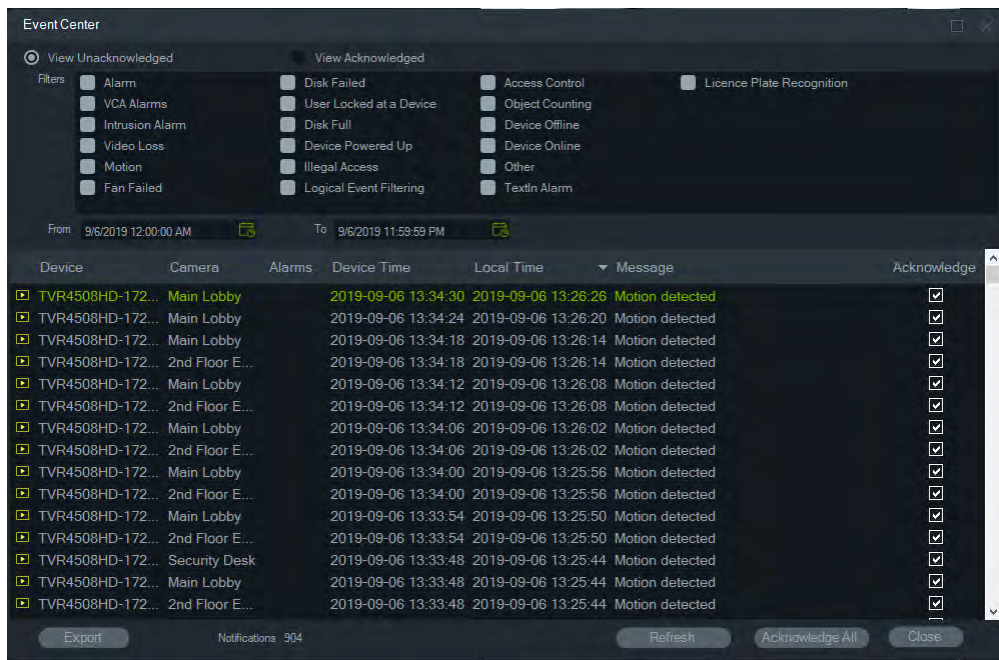 Event Center
View Unacknowledged View Acknowledged
Filters Alarm Disk Failed Access Control Licence Plate Recognition
VCA Alarms User Locked at a Device Object Counting
Intrusion Alarm Disk Full Device Offline
Video Loss Device Powered Up Device Online
Motion Illegal Access Other
Fan Failed Logical Event Filtering TextIn Alarm
From 9/6/2019 12:00:00 AM To 9/6/2019 11:59:59 PM
Device Camera Alarms Device Time Local Time Message Acknowledge
TVR4508HD-172... Main Lobby 2019-09-06 13:34:30 2019-09-06 13:26:26 Motion detected
TVR4508HD-172... Main Lobby 2019-09-06 13:34:24 2019-09-06 13:26:20 Motion detected
TVR4508HD-172... Main Lobby 2019-09-06 13:34:18 2019-09-06 13:26:14 Motion detected
TVR4508HD-172... 2nd Floor E... 2019-09-06 13:34:18 2019-09-06 13:26:14 Motion detected
TVR4508HD-172... Main Lobby 2019-09-06 13:34:12 2019-09-06 13:26:08 Motion detected
TVR4508HD-172... 2nd Floor E... 2019-09-06 13:34:12 2019-09-06 13:26:08 Motion detected
TVR4508HD-172... Main Lobby 2019-09-06 13:34:06 2019-09-06 13:26:02 Motion detected
TVR4508HD-172... 2nd Floor E... 2019-09-06 13:34:06 2019-09-06 13:26:02 Motion detected
TVR4508HD-172... Main Lobby 2019-09-06 13:34:00 2019-09-06 13:25:56 Motion detected
TVR4508HD-172... 2nd Floor E... 2019-09-06 13:34:00 2019-09-06 13:25:56 Motion detected
TVR4508HD-172... Main Lobby 2019-09-06 13:33:54 2019-09-06 13:25:50 Motion detected
TVR4508HD-172... 2nd Floor E... 2019-09-06 13:33:54 2019-09-06 13:25:50 Motion detected
TVR4508HD-172... Security Desk 2019-09-06 13:33:48 2019-09-06 13:25:44 Motion detected
TVR4508HD-172... Main Lobby 2019-09-06 13:33:48 2019-09-06 13:25:44 Motion detected
TVR4508HD-172... 2nd Floor E... 2019-09-06 13:33:48 2019-09-06 13:25:44 Motion detected
Export Notifications 904 Refresh Acknowledge All Close